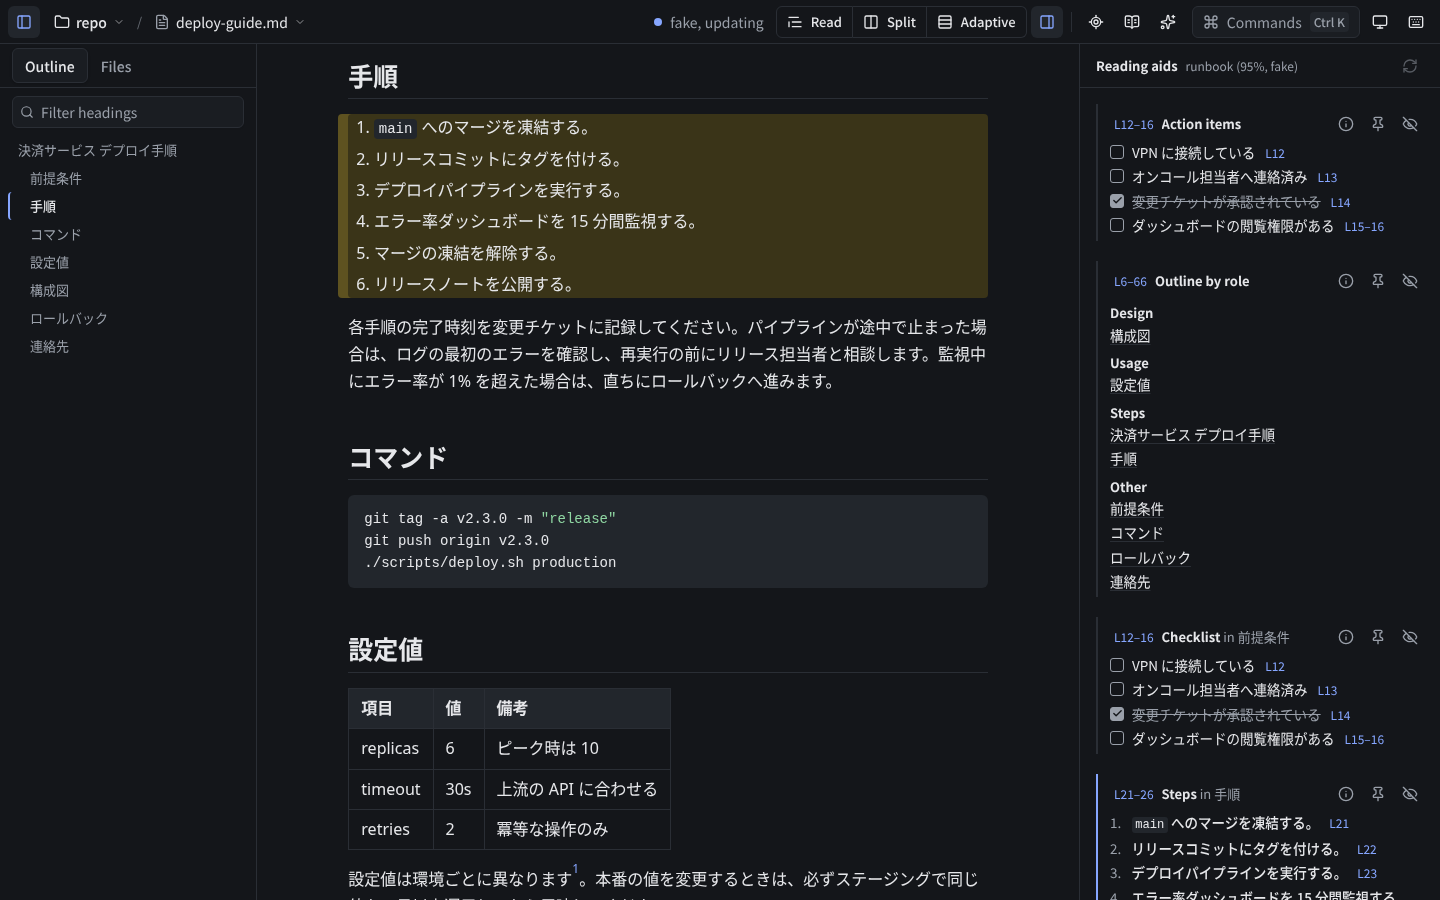 repo / deploy-guide.md
fake, updating
Read
Split
Adaptive
Commands Ctrl K
Outline
Files
Filter headings
決済サービス デプロイ手順
前提条件
手順
コマンド
設定値
構成図
ロールバック
連絡先
手順
1. main へのマージを凍結する。
2. リリースコミットにタグを付ける。
3. デプロイパイプラインを実行する。
4. エラー率ダッシュボードを 15 分間監視する。
5. マージの凍結を解除する。
6. リリースノートを公開する。
各手順の完了時刻を変更チケットに記録してください。パイプラインが途中で止まった場
合は、ログの最初のエラーを確認し、再実行の前にリリース担当者と相談します。監視中
にエラー率が 1% を超えた場合は、直ちにロールバックへ進みます。
コマンド
git tag -a v2.3.0 -m "release"
git push origin v2.3.0
./scripts/deploy.sh production
設定値
項目 値 備考
replicas 6 ピーク時は 10
timeout 30s 上流の API に合わせる
retries 2 冪等な操作のみ
設定値は環境ごとに異なります1。本番の値を変更するときは、必ずステージングで同じ
Reading aids runbook (95%, fake)
L12–16 Action items
VPN に接続している L12
オンコール担当者へ連絡済み L13
変更チケットが承認されている L14
ダッシュボードの閲覧権限がある L15–16
L6–66 Outline by role
Design
構成図
Usage
設定値
Steps
決済サービス デプロイ手順
手順
Other
前提条件
コマンド
ロールバック
連絡先
L12–16 Checklist in 前提条件
VPN に接続している L12
オンコール担当者へ連絡済み L13
変更チケットが承認されている L14
ダッシュボードの閲覧権限がある L15–16
L21–26 Steps in 手順
1. main へのマージを凍結する。 L21
2. リリースコミットにタグを付ける。 L22
3. デプロイパイプラインを実行する。 L23
4. エラー率ダッシュボードを 15 分間監視する